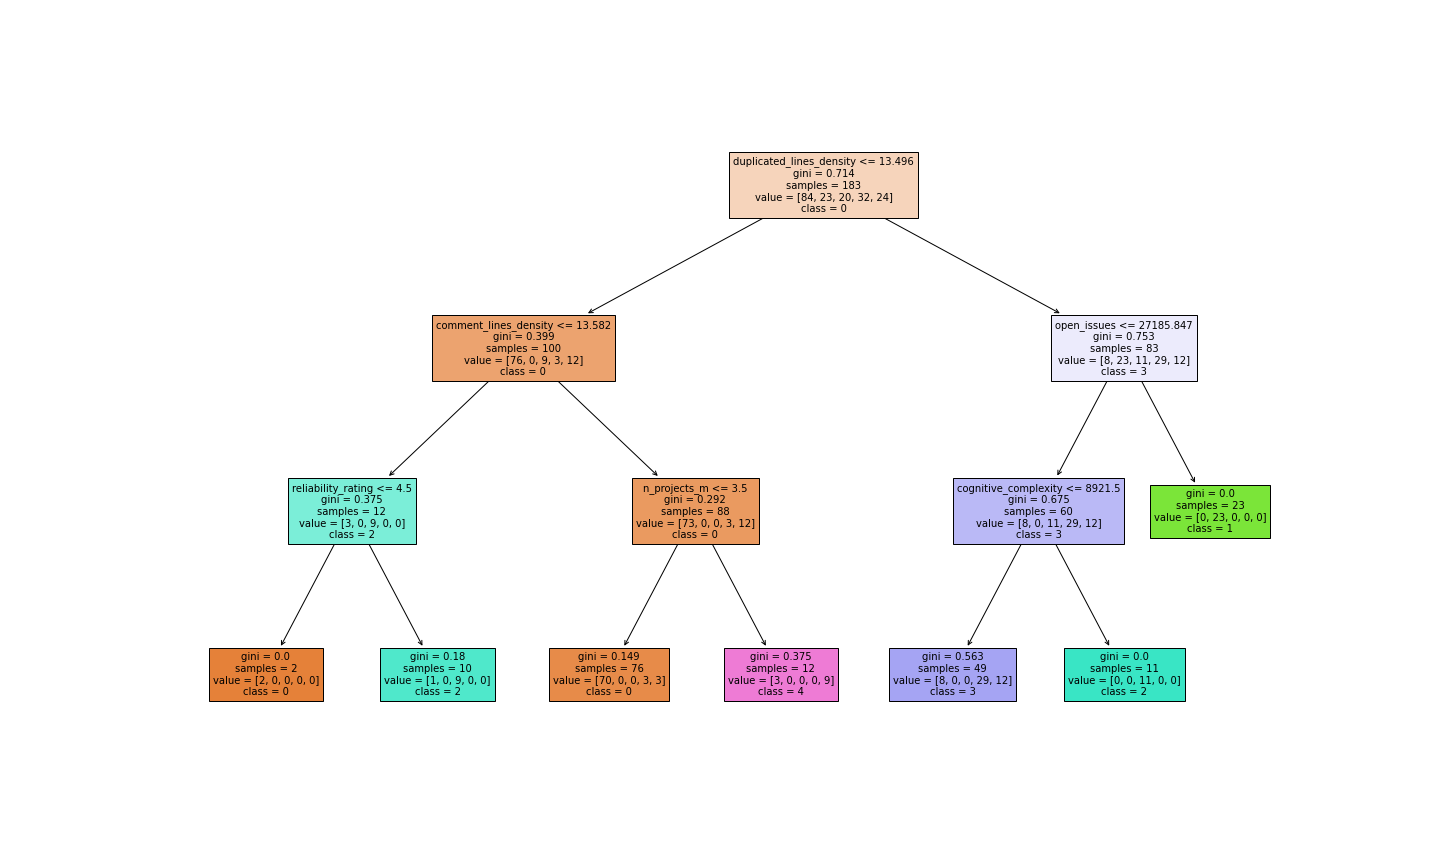 duplicated_lines_density <= 13.496
gini = 0.714
samples = 183
value = [84, 23, 20, 32, 24]
class = 0
comment_lines_density <= 13.582
gini = 0.399
samples = 100
value = [76, 0, 9, 3, 12]
class = 0
open_issues <= 27185.847
gini = 0.753
samples = 83
value = [8, 23, 11, 29, 12]
class = 3
reliability_rating <= 4.5
gini = 0.375
samples = 12
value = [3, 0, 9, 0, 0]
class = 2
n_projects_m <= 3.5
gini = 0.292
samples = 88
value = [73, 0, 0, 3, 12]
class = 0
cognitive_complexity <= 8921.5
gini = 0.675
samples = 60
value = [8, 0, 11, 29, 12]
class = 3
gini = 0.0
samples = 23
value = [0, 23, 0, 0, 0]
class = 1
gini = 0.0
samples = 2
value = [2, 0, 0, 0, 0]
class = 0
gini = 0.18
samples = 10
value = [1, 0, 9, 0, 0]
class = 2
gini = 0.149
samples = 76
value = [70, 0, 0, 3, 3]
class = 0
gini = 0.375
samples = 12
value = [3, 0, 0, 0, 9]
class = 4
gini = 0.563
samples = 49
value = [8, 0, 0, 29, 12]
class = 3
gini = 0.0
samples = 11
value = [0, 0, 11, 0, 0]
class = 2